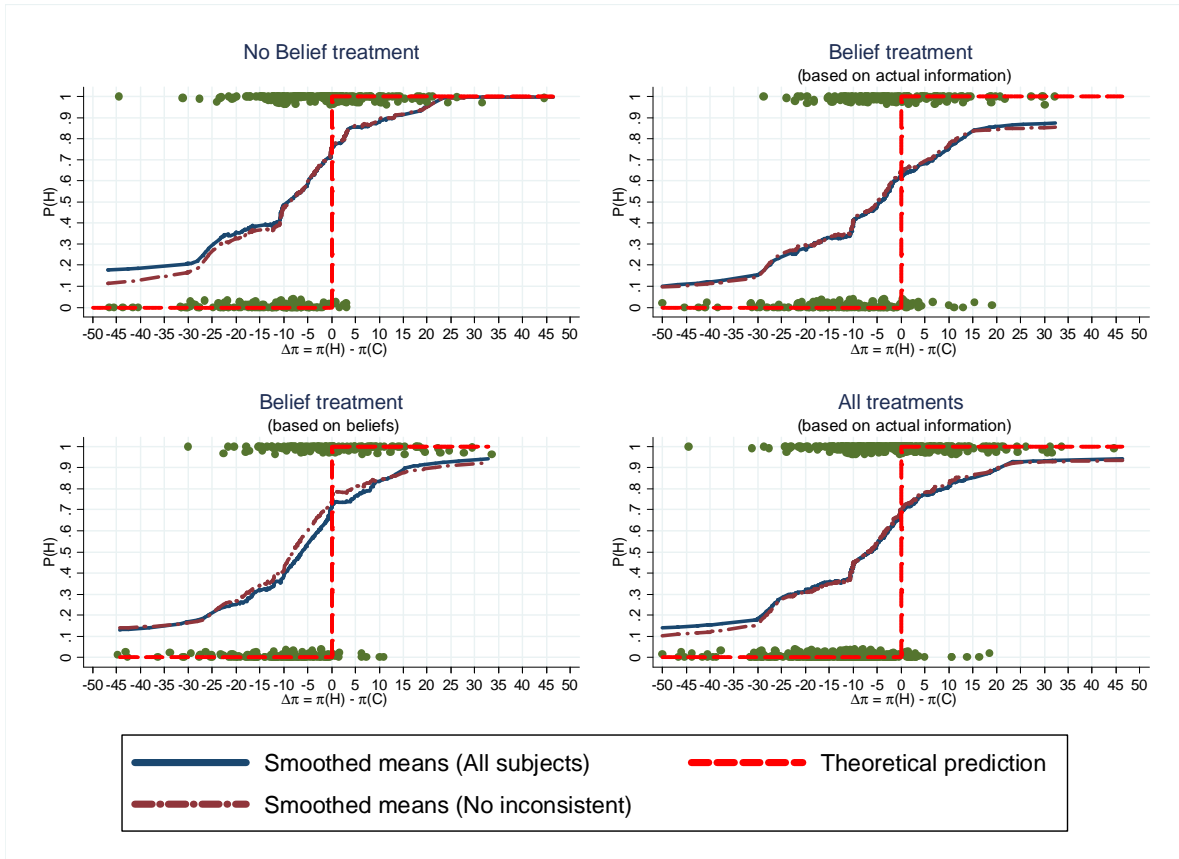 No Belief treatment
P(H)
1
.9
.8
.7
.6
.5
.4
.3
.2
.1
0
-50 -45 -40 -35 -30 -25 -20 -15 -10 -5 0 5 10 15 20 25 30 35 40 45 50
Δπ = π(H) - π(C)
Belief treatment
(based on actual information)
P(H)
1
.9
.8
.7
.6
.5
.4
.3
.2
.1
0
-50 -45 -40 -35 -30 -25 -20 -15 -10 -5 0 5 10 15 20 25 30 35 40 45 50
Δπ = π(H) - π(C)
Belief treatment
(based on beliefs)
P(H)
1
.9
.8
.7
.6
.5
.4
.3
.2
.1
0
-50 -45 -40 -35 -30 -25 -20 -15 -10 -5 0 5 10 15 20 25 30 35 40 45 50
Δπ = π(H) - π(C)
All treatments
(based on actual information)
P(H)
1
.9
.8
.7
.6
.5
.4
.3
.2
.1
0
-50 -45 -40 -35 -30 -25 -20 -15 -10 -5 0 5 10 15 20 25 30 35 40 45 50
Δπ = π(H) - π(C)
Smoothed means (All subjects)
Theoretical prediction
Smoothed means (No inconsistent)